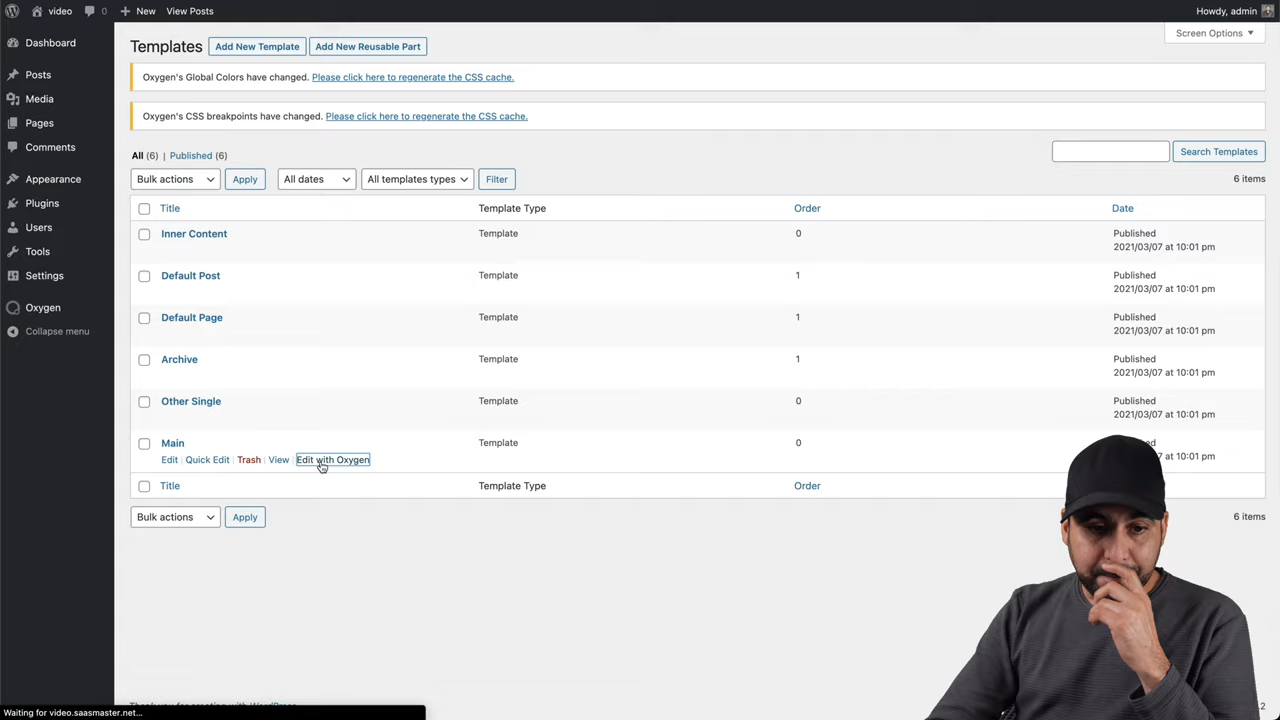 video 0 New View Posts Howdy, admin
Screen Options
Dashboard
Posts
Media
Pages
Comments
Appearance
Plugins
Users
Tools
Settings
Oxygen
Collapse menu
Templates Add New Template Add New Reusable Part
Oxygen's Global Colors have changed. Please click here to regenerate the CSS cache.
Oxygen's CSS breakpoints have changed. Please click here to regenerate the CSS cache.
All (6) | Published (6)
Search Templates
Bulk actions Apply All dates All templates types Filter 6 items
Title Template Type Order Date
Inner Content Template 0 Published
2021/03/07 at 10:01 pm
Default Post Template 1 Published
2021/03/07 at 10:01 pm
Default Page Template 1 Published
2021/03/07 at 10:01 pm
Archive Template 1 Published
2021/03/07 at 10:01 pm
Other Single Template 0 Published
2021/03/07 at 10:01 pm
Main Template 0
Edit | Quick Edit | Trash | View | Edit with Oxygen at 10:01 pm
Title Template Type Order
Bulk actions Apply 6 items
Waiting for video.saasmaster.net...